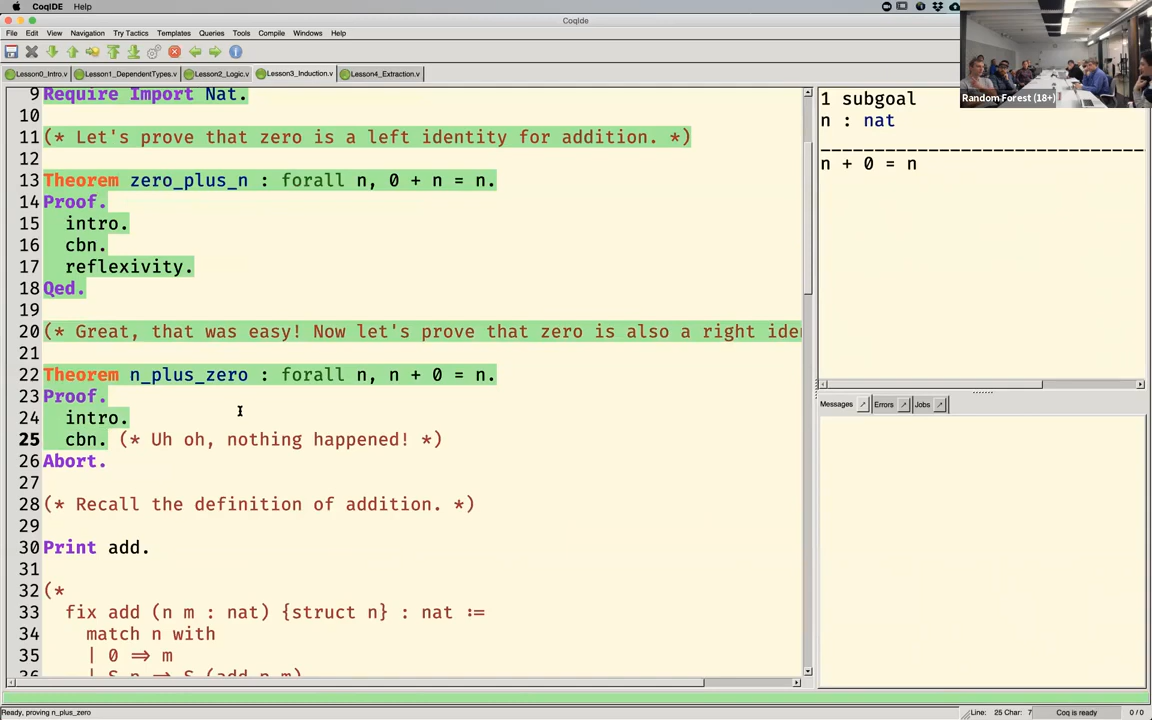 CoqIDE Help
CoqIde
File Edit View Navigation Try Tactics Templates Queries Tools Compile Windows Help
Lesson0_Intro.v Lesson1_DependentTypes.v Lesson2_Logic.v Lesson3_Induction.v Lesson4_Extraction.v
Random Forest (18+)
9 Require Import Nat.
10
11 (* Let's prove that zero is a left identity for addition. *)
12
13 Theorem zero_plus_n : forall n, 0 + n = n.
14 Proof.
15 intro.
16 cbn.
17 reflexivity.
18 Qed.
19
20 (* Great, that was easy! Now let's prove that zero is also a right ide
21
22 Theorem n_plus_zero : forall n, n + 0 = n.
23 Proof.
24 intro.
25 cbn. (* Uh oh, nothing happened! *)
26 Abort.
27
28 (* Recall the definition of addition. *)
29
30 Print add.
31
32 (*
33 fix add (n m : nat) {struct n} : nat :=
34 match n with
35 | 0 => m
36 | S n => S (add n m)
1 subgoal
n : nat
n + 0 = n
Messages Errors Jobs
Ready, proving n_plus_zero
Line: 25 Char: 7 Coq is ready 0 / 0